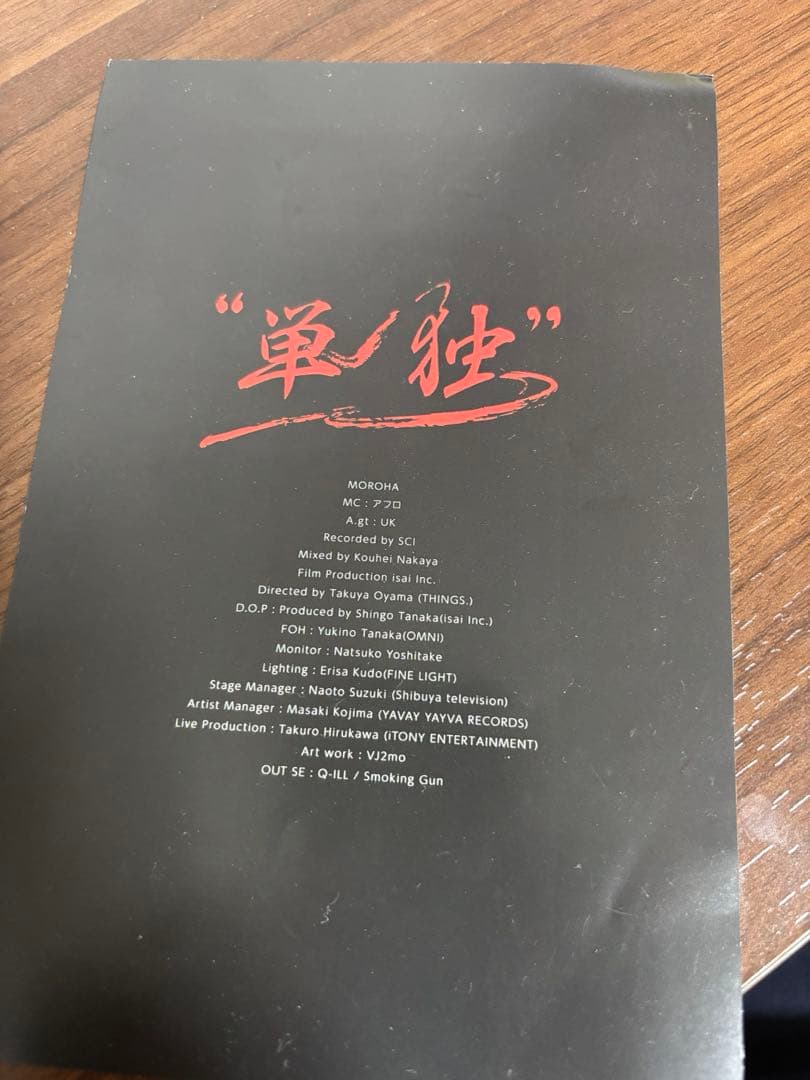 “単独”
MOROHA
MC : アフロ
A.gt : UK
Recorded by SCI
Mixed by Kouhei Nakaya
Film Production isai Inc.
Directed by Takuya Oyama (THINGS.)
D.O.P : Produced by Shingo Tanaka(isai Inc.)
FOH : Yukino Tanaka(OMNI)
Monitor : Natsuko Yoshitake
Lighting : Erisa Kudo(FINE LIGHT)
Stage Manager : Naoto Suzuki (Shibuya television)
Artist Manager : Masaki Kojima (YAVAY YAYVA RECORDS)
Live Production : Takuro Hirukawa (iTONY ENTERTAINMENT)
Art work : VJ2mo
OUT SE : Q-ILL / Smoking Gun